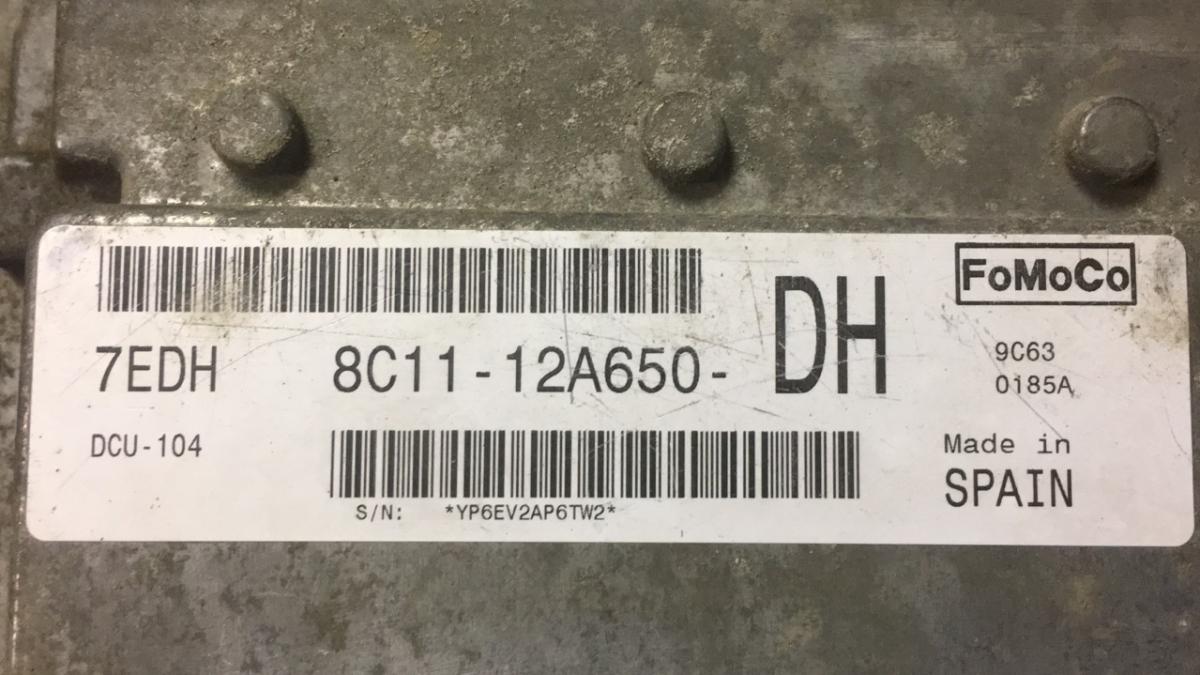 FoMoCo
7EDH 8C11-12A650-DH
9C63
0185A
DCU-104
Made in
SPAIN
S/N: *YP6EV2AP6TW2*